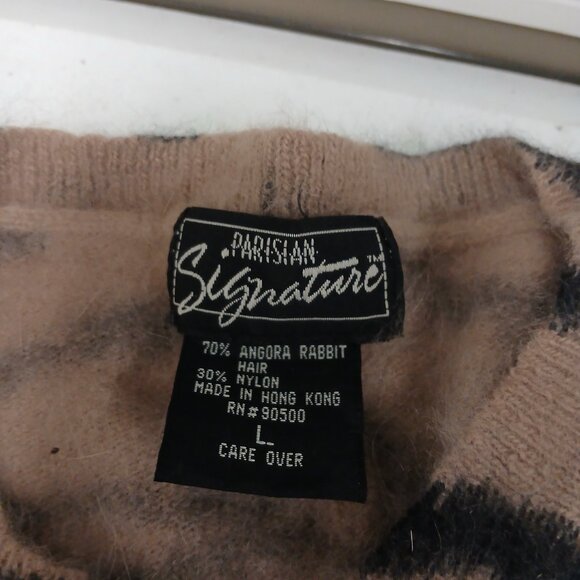 PARISIAN
Signature™
70% ANGORA RABBIT
HAIR
30% NYLON
MADE IN HONG KONG
RN#90500
L
CARE OVER